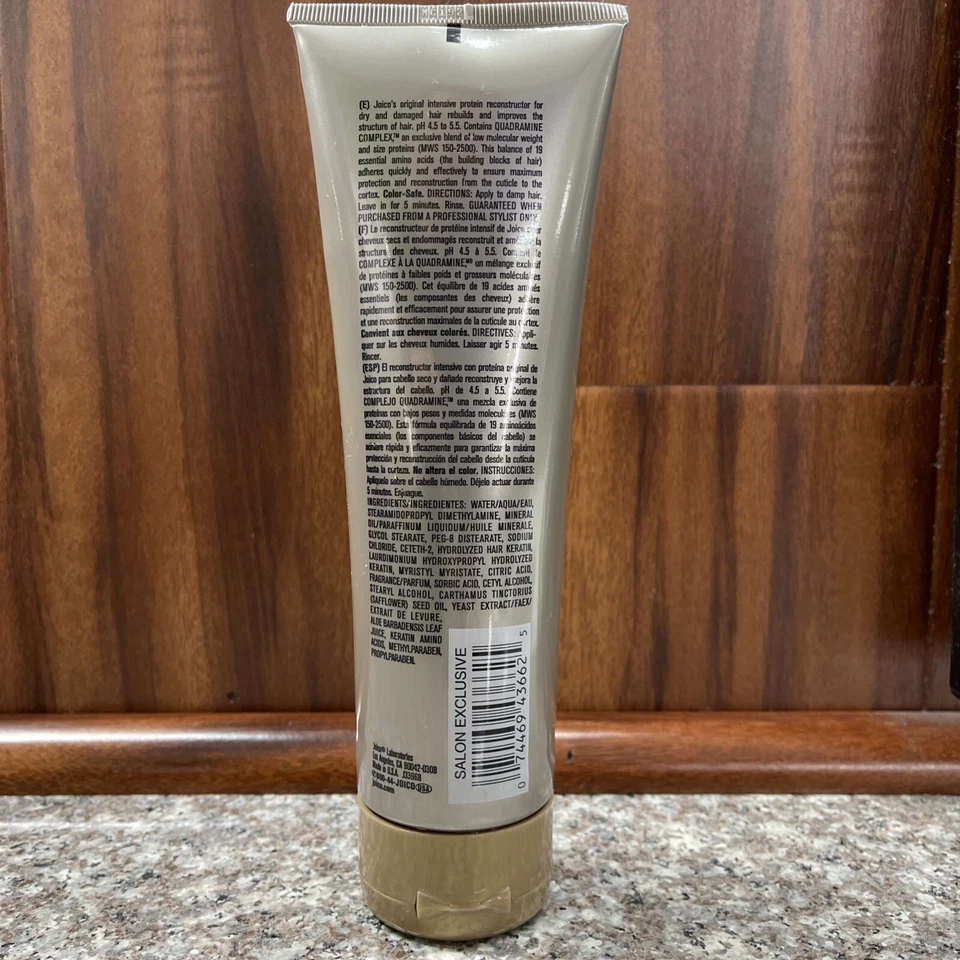 (E) Joico's original intensive protein reconstructor for
dry and damaged hair rebuilds and improves the
structure of hair. pH 4.5 to 5.5. Contains QUADRAMINE
COMPLEX,™ an exclusive blend of low molecular weight
and size proteins (MWS 150-2500). This balance of 19
essential amino acids (the building blocks of hair)
adheres quickly and effectively to ensure maximum
protection and reconstruction from the cuticle to the
cortex. Color-Safe. DIRECTIONS: Apply to damp hair.
Leave in for 5 minutes. Rinse. GUARANTEED WHEN
PURCHASED FROM A PROFESSIONAL STYLIST ONLY.
(F) Le reconstructeur de protéine intensif de Joico pour
cheveux secs et endommagés reconstruit et améliore la
structure des cheveux. pH 4.5 à 5.5. Contient le
COMPLEXE À LA QUADRAMINE,ᴹᴰ un mélange exclusif
de protéines à faibles poids et grosseurs moléculaires
(MWS 150-2500). Cet équilibre de 19 acides aminés
essentiels (les composantes des cheveux) adhère
rapidement et efficacement pour assurer une protection
et une reconstruction maximales de la cuticule au cortex.
Convient aux cheveux colorés. DIRECTIVES: Appli-
quer sur les cheveux humides. Laisser agir 5 minutes.
Rincer.
(ESP) El reconstructor intensivo con proteína original de
Joico para cabello seco y dañado reconstruye y mejora la
estructura del cabello. pH de 4.5 a 5.5. Contiene
COMPLEJO QUADRAMINE,™ una mezcla exclusiva de
proteínas con bajos pesos y medidas moleculares (MWS
150-2500). Esta fórmula equilibrada de 19 aminoácidos
esenciales (los componentes básicos del cabello) se
adhiere rápida y eficazmente para garantizar la máxima
protección y reconstrucción del cabello desde la cutícula
hasta la corteza. No altera el color. INSTRUCCIONES:
Aplíquelo sobre el cabello húmedo. Déjelo actuar durante
5 minutos. Enjuague.
INGREDIENTS/INGREDIENTES: WATER/AQUA/EAU,
STEARAMIDOPROPYL DIMETHYLAMINE, MINERAL
OIL/PARAFFINUM LIQUIDUM/HUILE MINERALE,
GLYCOL STEARATE, PEG-8 DISTEARATE, SODIUM
CHLORIDE, CETETH-2, HYDROLYZED HAIR KERATIN,
LAURDIMONIUM HYDROXYPROPYL HYDROLYZED
KERATIN, MYRISTYL MYRISTATE, CITRIC ACID,
FRAGRANCE/PARFUM, SORBIC ACID, CETYL ALCOHOL,
STEARYL ALCOHOL, CARTHAMUS TINCTORIUS
(SAFFLOWER) SEED OIL, YEAST EXTRACT/FAEX/
EXTRAIT DE LEVURE,
ALOE BARBADENSIS LEAF
JUICE, KERATIN AMINO
ACIDS, METHYLPARABEN,
PROPYLPARABEN.
SALON EXCLUSIVE
0 74469 43662 5
Joico® Laboratories
Los Angeles, CA 90042-0308
Made in U.S.A. J33968
1-800-44-JOICO (USA)
joico.com